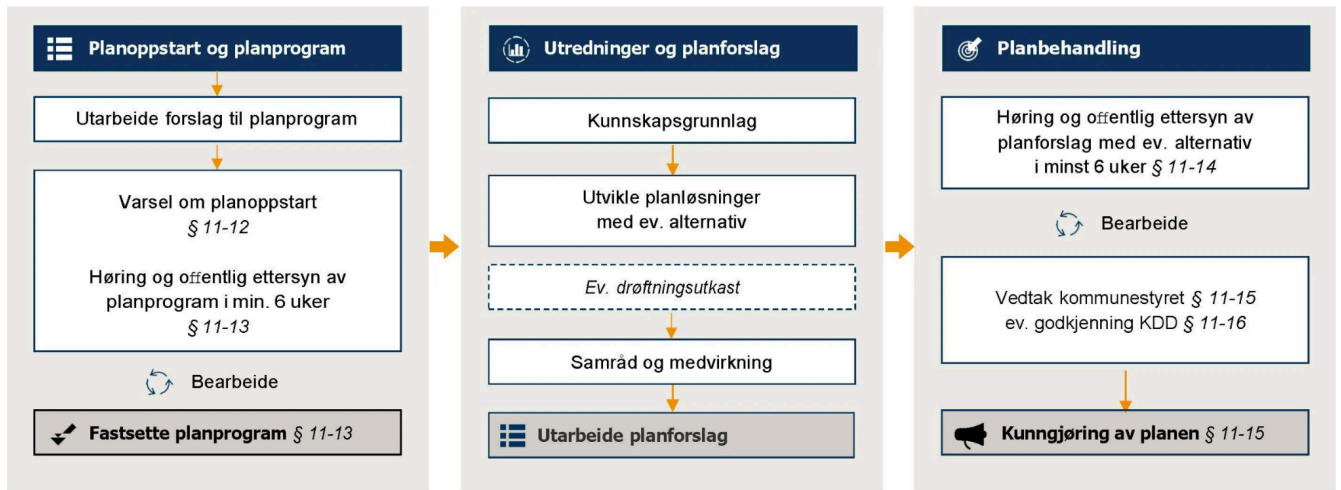 Planoppstart og planprogram
Utarbeide forslag til planprogram
Varsel om planoppstart
§ 11-12
Høring og offentlig ettersyn av
planprogram i min. 6 uker
§ 11-13
Bearbeide
Fastsette planprogram § 11-13
Utredninger og planforslag
Kunnskapsgrunnlag
Utvikle planløsninger
med ev. alternativ
Ev. drøftningsutkast
Samråd og medvirkning
Utarbeide planforslag
Planbehandling
Høring og offentlig ettersyn av
planforslag med ev. alternativ
i minst 6 uker § 11-14
Bearbeide
Vedtak kommunestyret § 11-15
ev. godkjenning KDD § 11-16
Kunngjøring av planen § 11-15